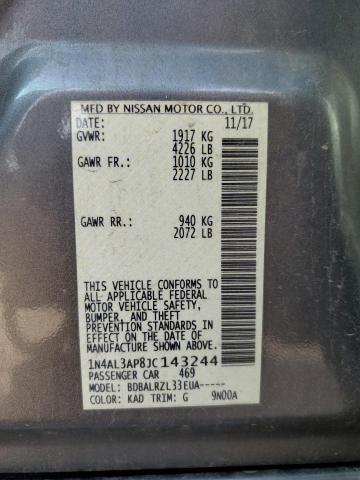 MFD BY NISSAN MOTOR CO., LTD.
DATE: 11/17
GVWR: 1917 KG
4226 LB
GAWR FR.: 1010 KG
2227 LB
GAWR RR.: 940 KG
2072 LB
THIS VEHICLE CONFORMS TO
ALL APPLICABLE FEDERAL
MOTOR VEHICLE SAFETY,
BUMPER, AND THEFT
PREVENTION STANDARDS
IN EFFECT ON THE DATE OF
MANUFACTURE SHOWN ABOVE.
1N4AL3AP8JC143244
PASSENGER CAR 469
MODEL: BDBALRZL33EUA-----
COLOR: KAD TRIM: G 9N00A